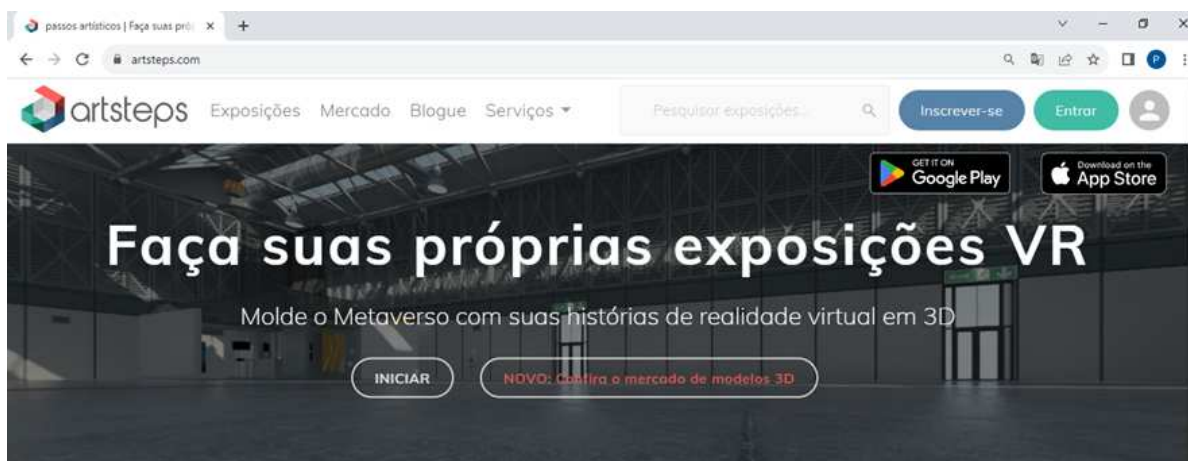 passos artísticos | Faça suas pró
artsteps.com
artsteps Exposições Mercado Blogue Serviços Pesquisar exposições... Inscrever-se Entrar
GET IT ON Google Play Download on the App Store
Faça suas próprias exposições VR
Molde o Metaverso com suas histórias de realidade virtual em 3D
INICIAR NOVO: Confira o mercado de modelos 3D